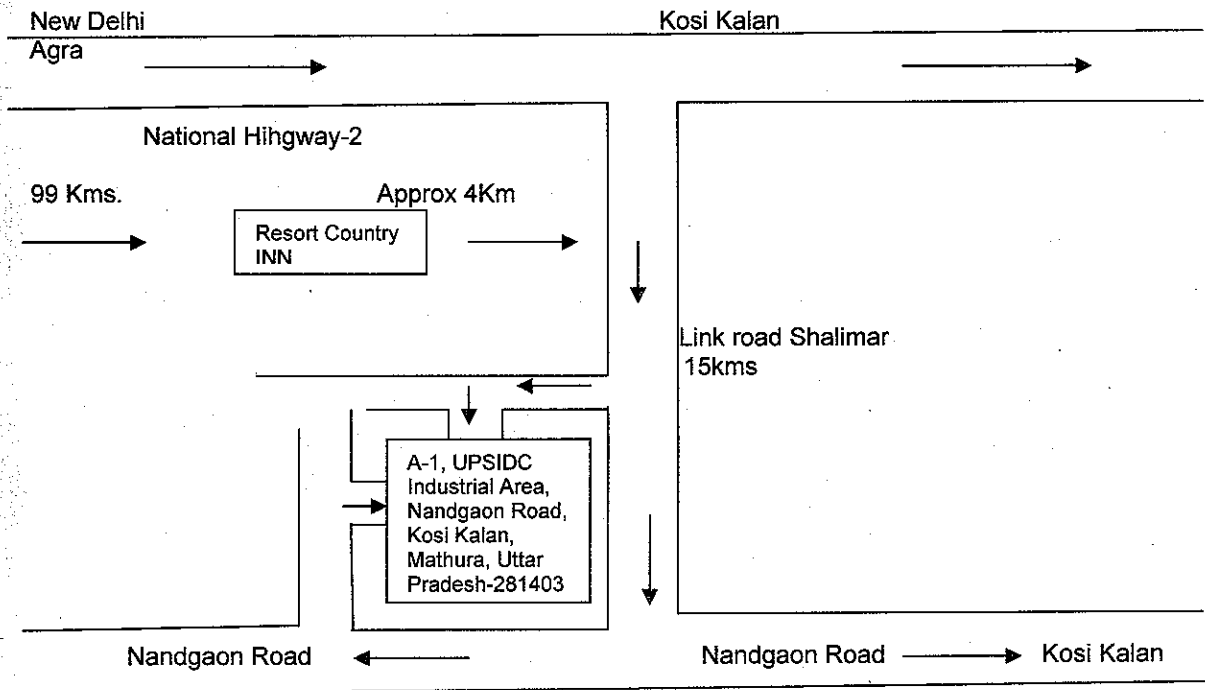 New Delhi
Kosi Kalan
Agra
National Hihgway-2
99 Kms.
Approx 4Km
Resort Country
INN
Link road Shalimar
15kms
A-1, UPSIDC
Industrial Area,
Nandgaon Road,
Kosi Kalan,
Mathura, Uttar
Pradesh-281403
Nandgaon Road
Nandgaon Road
Kosi Kalan